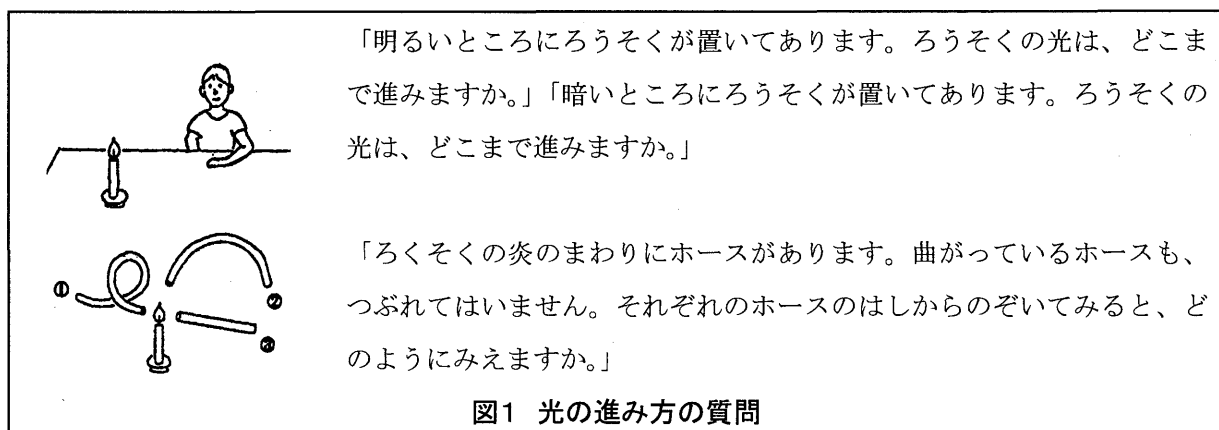 「明るいところにろうそくが置いてあります。ろうそくの光は、どこま
で進みますか。」「暗いところにろうそくが置いてあります。ろうそくの
光は、どこまで進みますか。」
「ろくそくの炎のまわりにホースがあります。曲がっているホースも、
つぶれてはいません。それぞれのホースのはしからのぞいてみると、ど
のようにみえますか。」
①
②
③
図1 光の進み方の質問